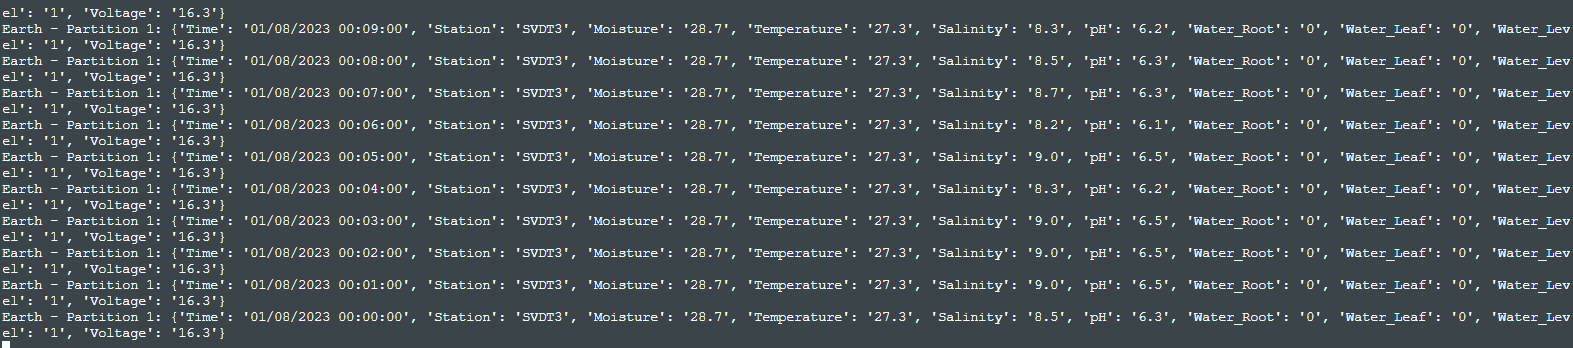 el': '1', 'Voltage': '16.3'}
Earth - Partition 1: {'Time': '01/08/2023 00:09:00', 'Station': 'SVDT3', 'Moisture': '28.7', 'Temperature': '27.3', 'Salinity': '8.3', 'pH': '6.2', 'Water_Root': '0', 'Water_Leaf': '0', 'Water_Lev
el': '1', 'Voltage': '16.3'}
Earth - Partition 1: {'Time': '01/08/2023 00:08:00', 'Station': 'SVDT3', 'Moisture': '28.7', 'Temperature': '27.3', 'Salinity': '8.5', 'pH': '6.3', 'Water_Root': '0', 'Water_Leaf': '0', 'Water_Lev
el': '1', 'Voltage': '16.3'}
Earth - Partition 1: {'Time': '01/08/2023 00:07:00', 'Station': 'SVDT3', 'Moisture': '28.7', 'Temperature': '27.3', 'Salinity': '8.7', 'pH': '6.3', 'Water_Root': '0', 'Water_Leaf': '0', 'Water_Lev
el': '1', 'Voltage': '16.3'}
Earth - Partition 1: {'Time': '01/08/2023 00:06:00', 'Station': 'SVDT3', 'Moisture': '28.7', 'Temperature': '27.3', 'Salinity': '8.2', 'pH': '6.1', 'Water_Root': '0', 'Water_Leaf': '0', 'Water_Lev
el': '1', 'Voltage': '16.3'}
Earth - Partition 1: {'Time': '01/08/2023 00:05:00', 'Station': 'SVDT3', 'Moisture': '28.7', 'Temperature': '27.3', 'Salinity': '9.0', 'pH': '6.5', 'Water_Root': '0', 'Water_Leaf': '0', 'Water_Lev
el': '1', 'Voltage': '16.3'}
Earth - Partition 1: {'Time': '01/08/2023 00:04:00', 'Station': 'SVDT3', 'Moisture': '28.7', 'Temperature': '27.3', 'Salinity': '8.3', 'pH': '6.2', 'Water_Root': '0', 'Water_Leaf': '0', 'Water_Lev
el': '1', 'Voltage': '16.3'}
Earth - Partition 1: {'Time': '01/08/2023 00:03:00', 'Station': 'SVDT3', 'Moisture': '28.7', 'Temperature': '27.3', 'Salinity': '9.0', 'pH': '6.5', 'Water_Root': '0', 'Water_Leaf': '0', 'Water_Lev
el': '1', 'Voltage': '16.3'}
Earth - Partition 1: {'Time': '01/08/2023 00:02:00', 'Station': 'SVDT3', 'Moisture': '28.7', 'Temperature': '27.3', 'Salinity': '9.0', 'pH': '6.5', 'Water_Root': '0', 'Water_Leaf': '0', 'Water_Lev
el': '1', 'Voltage': '16.3'}
Earth - Partition 1: {'Time': '01/08/2023 00:01:00', 'Station': 'SVDT3', 'Moisture': '28.7', 'Temperature': '27.3', 'Salinity': '9.0', 'pH': '6.5', 'Water_Root': '0', 'Water_Leaf': '0', 'Water_Lev
el': '1', 'Voltage': '16.3'}
Earth - Partition 1: {'Time': '01/08/2023 00:00:00', 'Station': 'SVDT3', 'Moisture': '28.7', 'Temperature': '27.3', 'Salinity': '8.5', 'pH': '6.3', 'Water_Root': '0', 'Water_Leaf': '0', 'Water_Lev
el': '1', 'Voltage': '16.3'}